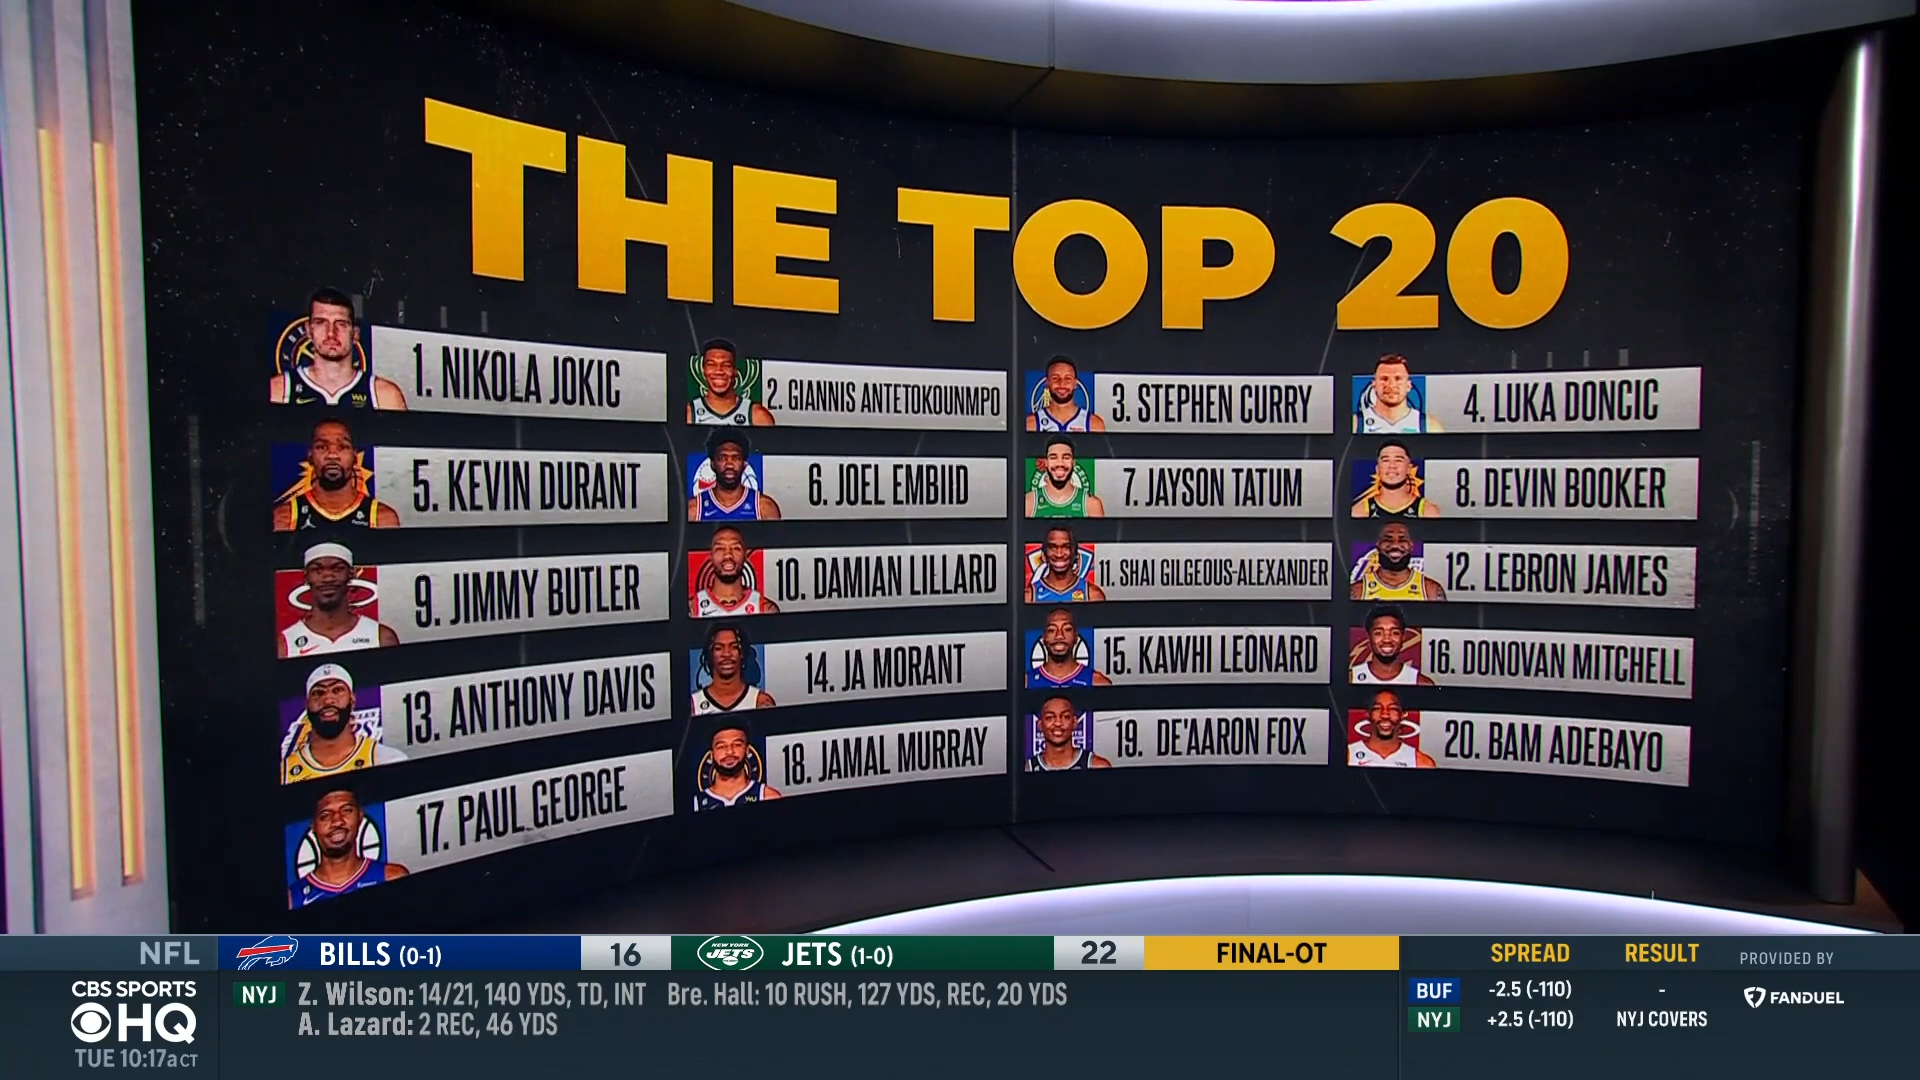 THE TOP 20
1. NIKOLA JOKIC
2. GIANNIS ANTETOKOUNMPO
3. STEPHEN CURRY
4. LUKA DONCIC
5. KEVIN DURANT
6. JOEL EMBIID
7. JAYSON TATUM
8. DEVIN BOOKER
9. JIMMY BUTLER
10. DAMIAN LILLARD
11. SHAI GILGEOUS-ALEXANDER
12. LEBRON JAMES
13. ANTHONY DAVIS
14. JA MORANT
15. KAWHI LEONARD
16. DONOVAN MITCHELL
17. PAUL GEORGE
18. JAMAL MURRAY
19. DE'AARON FOX
20. BAM ADEBAYO
NFL BILLS (0-1) 16 NEW YORK JETS JETS (1-0) 22 FINAL-OT SPREAD RESULT PROVIDED BY
CBS SPORTS
HQ
TUE 10:17a CT
NYJ Z. Wilson: 14/21, 140 YDS, TD, INT Bre. Hall: 10 RUSH, 127 YDS, REC, 20 YDS
A. Lazard: 2 REC, 46 YDS
BUF -2.5 (-110) -
NYJ +2.5 (-110) NYJ COVERS
FANDUEL